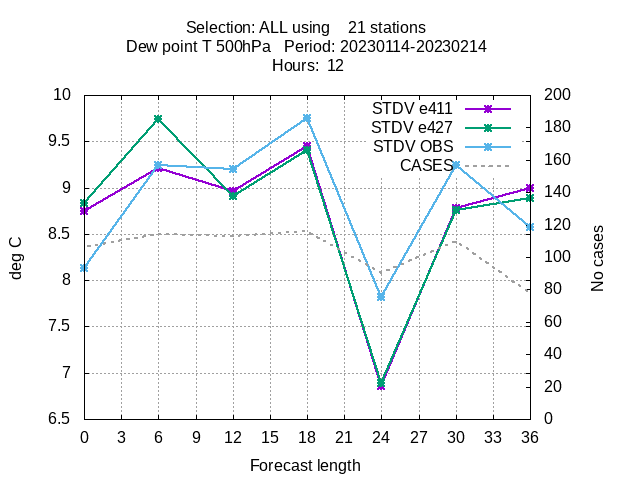 Selection: ALL using 21 stations
Dew point T 500hPa Period: 20230114-20230214
Hours: 12
10
9.5
9
8.5
8
7.5
7
6.5
deg C
200
180
160
140
120
100
80
60
40
20
0
No cases
STDV e411
STDV e427
STDV OBS
CASES
0 3 6 9 12 15 18 21 24 27 30 33 36
Forecast length